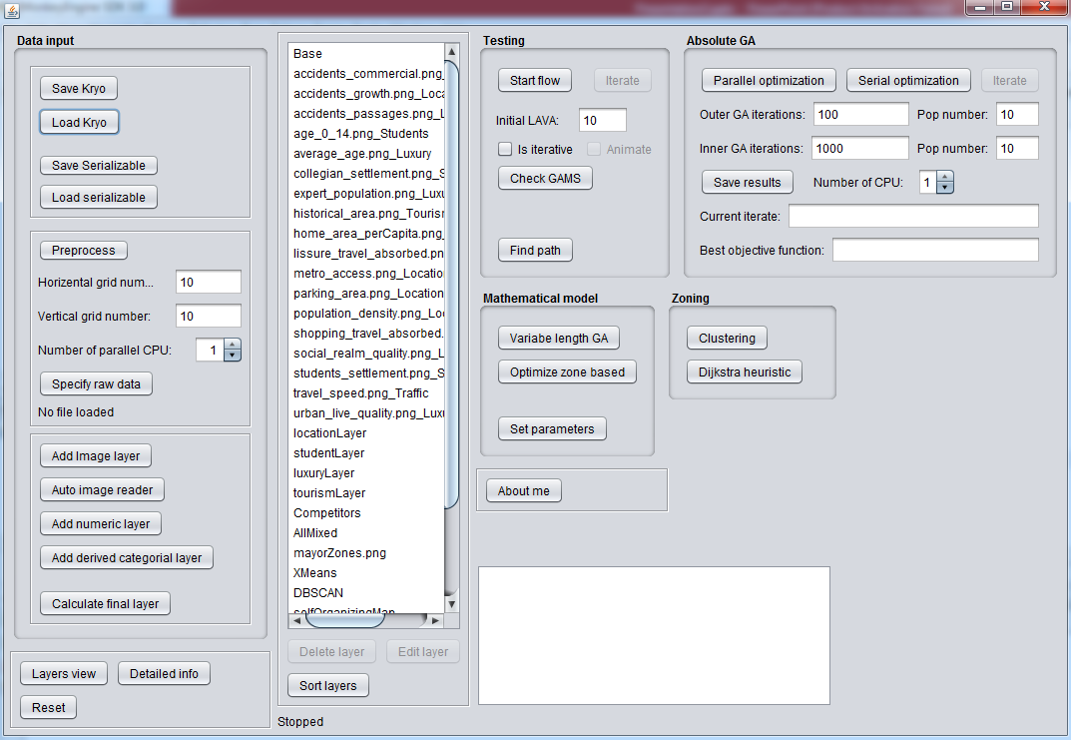 Data input
Save Kryo
Load Kryo
Save Serializable
Load serializable
Preprocess
Horizental grid num... 10
Vertical grid number: 10
Number of parallel CPU: 1
Specify raw data
No file loaded
Add Image layer
Auto image reader
Add numeric layer
Add derived categorial layer
Calculate final layer
Layers view Detailed info
Reset
Base
accidents_commercial.png_
accidents_growth.png_Loca
accidents_passages.png_L
age_0_14.png_Students
average_age.png_Luxury
collegian_settlement.png_S
expert_population.png_Luxu
historical_area.png_Tourism
home_area_perCapita.png_
lissure_travel_absorbed.pn
metro_access.png_Location
parking_area.png_Location
population_density.png_Loc
shopping_travel_absorbed.
social_realm_quality.png_L
students_settlement.png_S
travel_speed.png_Traffic
urban_live_quality.png_Luxu
locationLayer
studentLayer
luxuryLayer
tourismLayer
Competitors
AllMixed
mayorZones.png
XMeans
DBSCAN
selfOrganizingMap
Delete layer Edit layer
Sort layers
Stopped
Testing
Start flow Iterate
Initial LAVA: 10
Is iterative Animate
Check GAMS
Find path
Absolute GA
Parallel optimization Serial optimization Iterate
Outer GA iterations: 100 Pop number: 10
Inner GA iterations: 1000 Pop number: 10
Save results Number of CPU: 1
Current iterate:
Best objective function:
Mathematical model
Variabe length GA
Optimize zone based
Set parameters
Zoning
Clustering
Dijkstra heuristic
About me